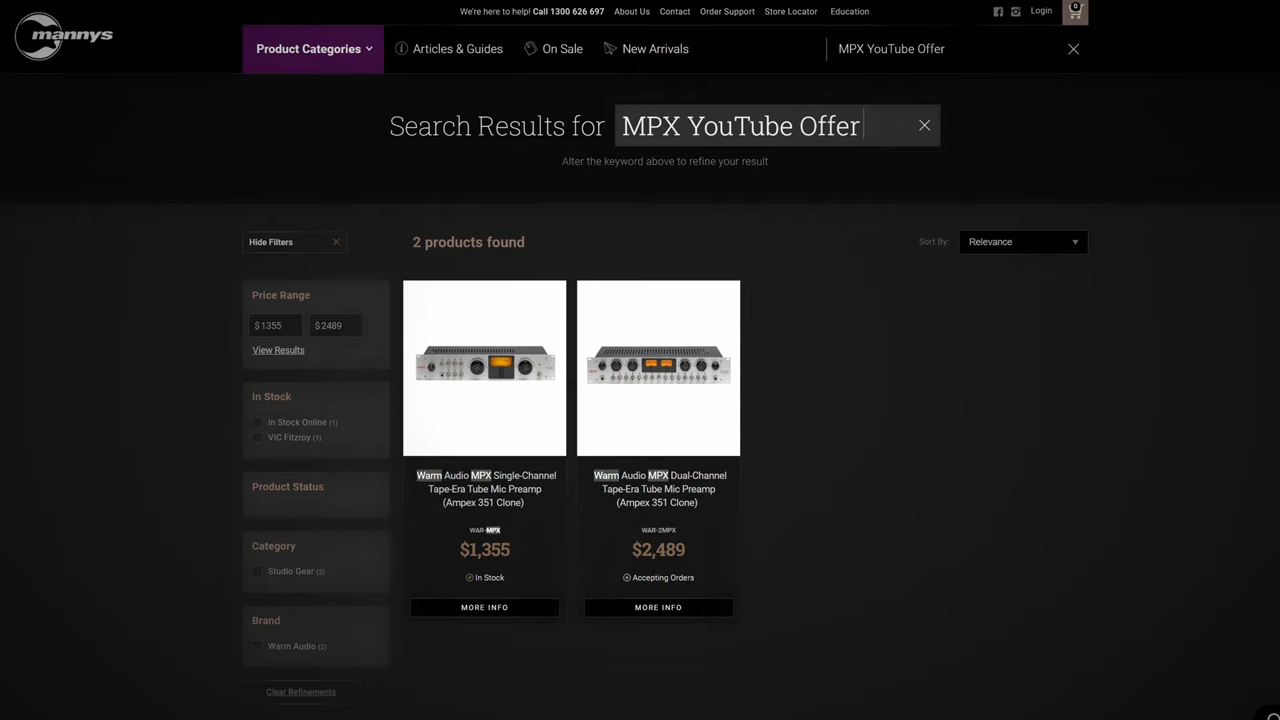 We're here to help! Call 1300 626 697
About Us
Contact
Order Support
Store Locator
Education
Login
0
mannys
Product Categories
Articles & Guides
On Sale
New Arrivals
MPX YouTube Offer
Search Results for MPX YouTube Offer
Alter the keyword above to refine your result
Hide Filters
2 products found
Sort By:
Relevance
Price Range
$1355
$2489
View Results
In Stock
In Stock Online (1)
VIC Fitzroy (1)
Product Status
Category
Studio Gear (2)
Brand
Warm Audio (2)
Clear Refinements
Warm Audio MPX Single-Channel
Tape-Era Tube Mic Preamp
(Ampex 351 Clone)
WAR-MPX
$1,355
In Stock
MORE INFO
Warm Audio MPX Dual-Channel
Tape-Era Tube Mic Preamp
(Ampex 351 Clone)
WAR-2MPX
$2,489
Accepting Orders
MORE INFO